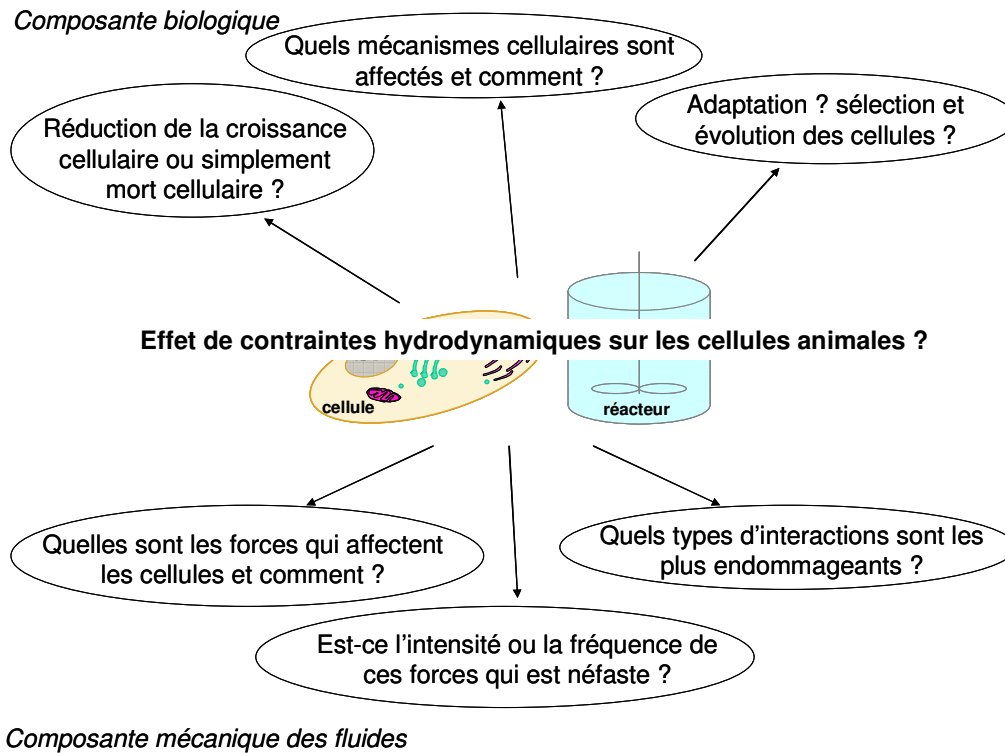 Composante biologique
Quels mécanismes cellulaires sont
affectés et comment ?
Adaptation ? sélection et
évolution des cellules ?
Réduction de la croissance
cellulaire ou simplement
mort cellulaire ?
Effet de contraintes hydrodynamiques sur les cellules animales ?
cellule
réacteur
Quelles sont les forces qui affectent
les cellules et comment ?
Quels types d’interactions sont les
plus endommageants ?
Est-ce l’intensité ou la fréquence de
ces forces qui est néfaste ?
Composante mécanique des fluides